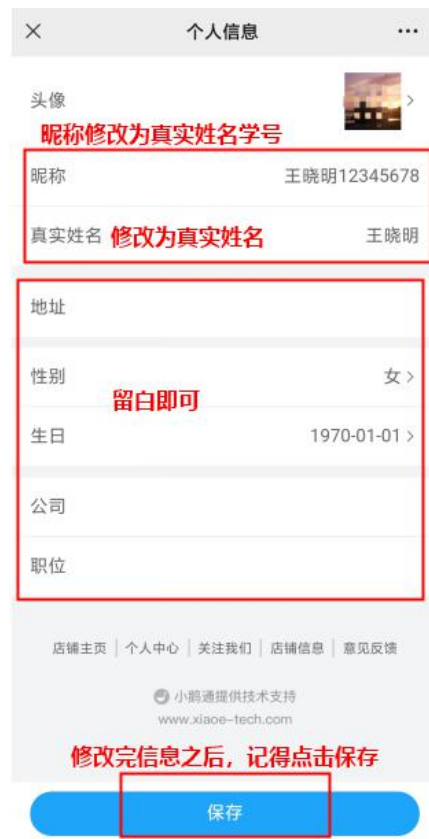 个人信息
头像
昵称修改为真实姓名学号
昵称 王晓明12345678
真实姓名 修改为真实姓名 王晓明
地址
性别 女
留白即可
生日 1970-01-01
公司
职位
店铺主页 | 个人中心 | 关注我们 | 店铺信息 | 意见反馈
小鹅通提供技术支持
www.xiaoe-tech.com
修改完信息之后，记得点击保存
保存